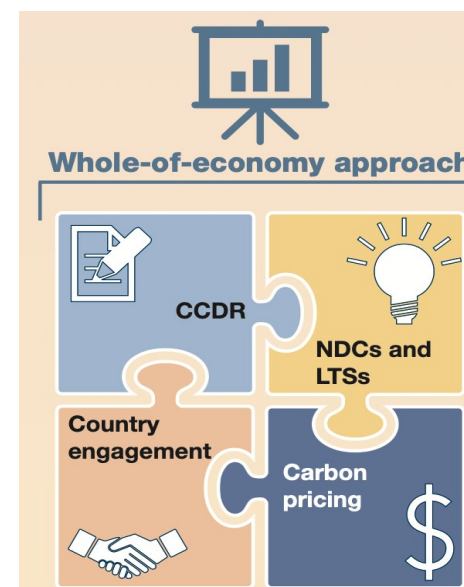 Whole-of-economy approach
CCDR
NDCs and
LTSs
Country
engagement
Carbon
pricing
$